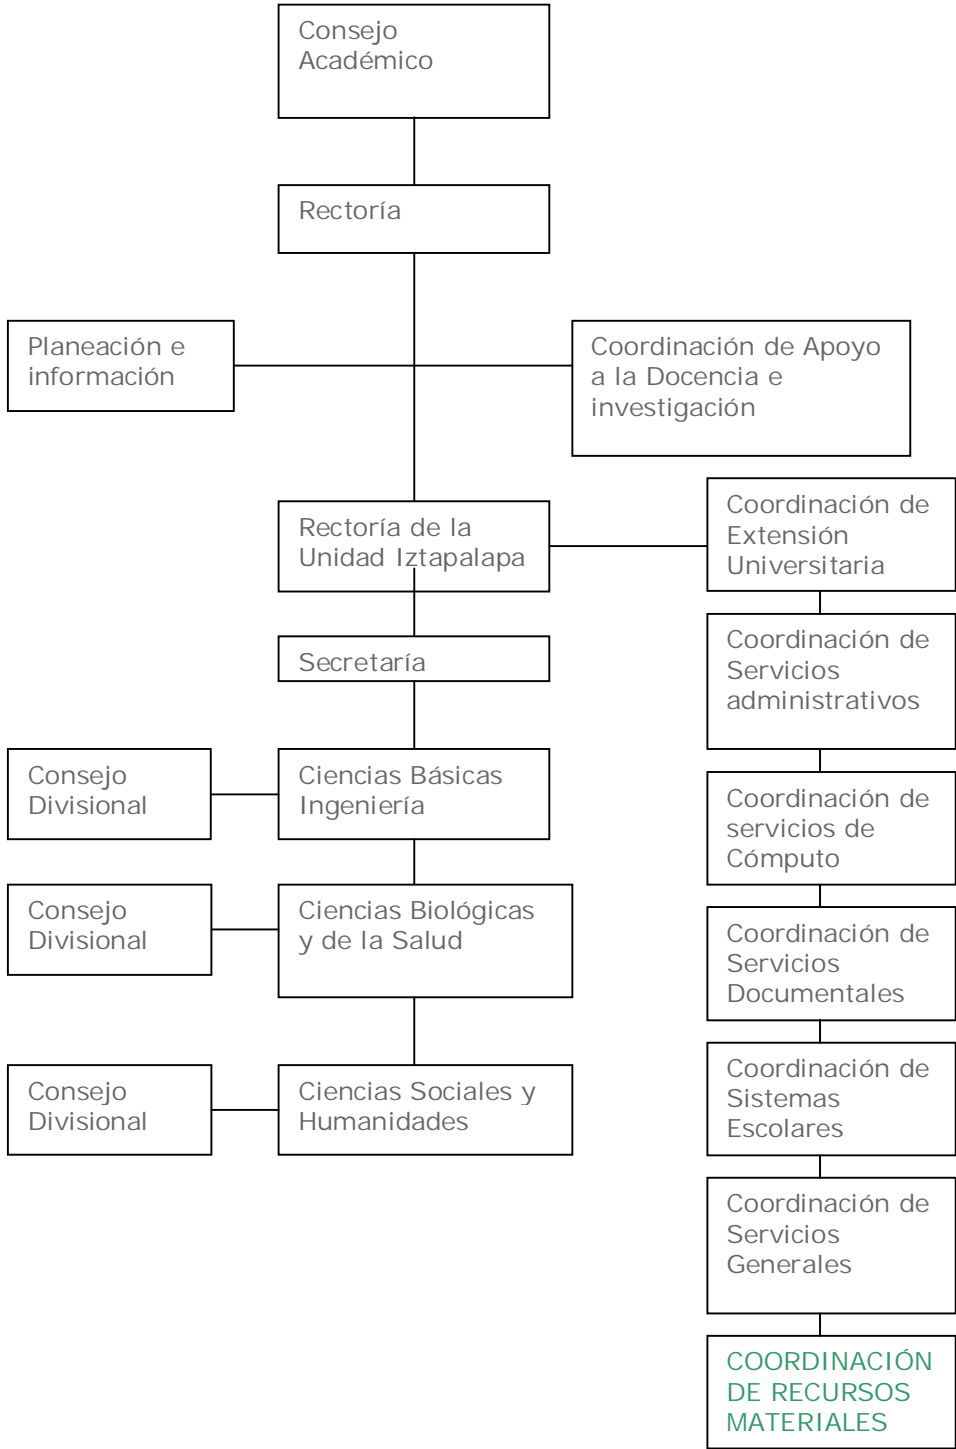 Consejo
Académico
Rectoría
Planeación e
información
Coordinación de Apoyo
a la Docencia e
investigación
Rectoría de la
Unidad Iztapalapa
Coordinación de
Extensión
Universitaria
Secretaría
Coordinación de
Servicios
administrativos
Consejo
Divisional
Ciencias Básicas
Ingeniería
Coordinación de
servicios de
Cómputo
Consejo
Divisional
Ciencias Biológicas
y de la Salud
Coordinación de
Servicios
Documentales
Consejo
Divisional
Ciencias Sociales y
Humanidades
Coordinación de
Sistemas
Escolares
Coordinación de
Servicios
Generales
COORDINACIÓN
DE RECURSOS
MATERIALES